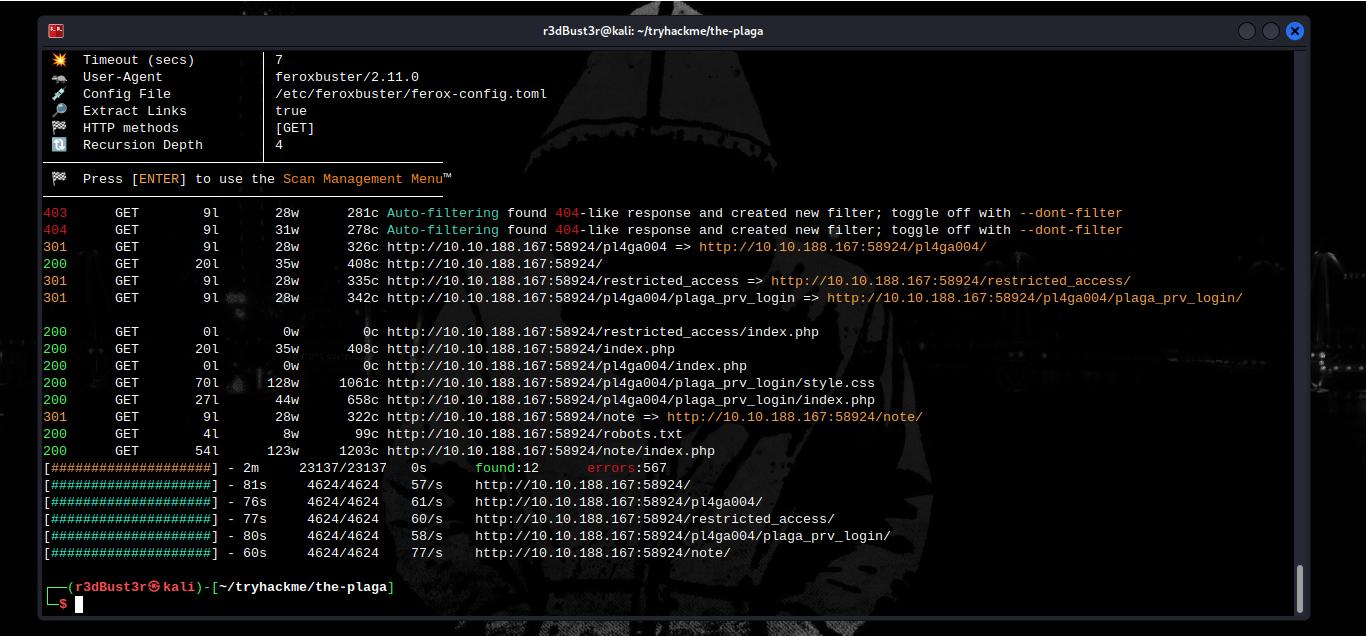 r3dBust3r@kali: ~/tryhackme/the-plaga
Timeout (secs) 7
User-Agent feroxbuster/2.11.0
Config File /etc/feroxbuster/ferox-config.toml
Extract Links true
HTTP methods [GET]
Recursion Depth 4
Press [ENTER] to use the Scan Management Menu™
403 GET 9l 28w 281c Auto-filtering found 404-like response and created new filter; toggle off with --dont-filter
404 GET 9l 31w 278c Auto-filtering found 404-like response and created new filter; toggle off with --dont-filter
301 GET 9l 28w 326c http://10.10.188.167:58924/pl4ga004 => http://10.10.188.167:58924/pl4ga004/
200 GET 20l 35w 408c http://10.10.188.167:58924/
301 GET 9l 28w 335c http://10.10.188.167:58924/restricted_access => http://10.10.188.167:58924/restricted_access/
301 GET 9l 28w 342c http://10.10.188.167:58924/pl4ga004/plaga_prv_login => http://10.10.188.167:58924/pl4ga004/plaga_prv_login/
200 GET 0l 0w 0c http://10.10.188.167:58924/restricted_access/index.php
200 GET 20l 35w 408c http://10.10.188.167:58924/index.php
200 GET 0l 0w 0c http://10.10.188.167:58924/pl4ga004/index.php
200 GET 70l 128w 1061c http://10.10.188.167:58924/pl4ga004/plaga_prv_login/style.css
200 GET 27l 44w 658c http://10.10.188.167:58924/pl4ga004/plaga_prv_login/index.php
301 GET 9l 28w 322c http://10.10.188.167:58924/note => http://10.10.188.167:58924/note/
200 GET 4l 8w 99c http://10.10.188.167:58924/robots.txt
200 GET 54l 123w 1203c http://10.10.188.167:58924/note/index.php
[####################] - 2m 23137/23137 0s found:12 errors:567
[####################] - 81s 4624/4624 57/s http://10.10.188.167:58924/
[####################] - 76s 4624/4624 61/s http://10.10.188.167:58924/pl4ga004/
[####################] - 77s 4624/4624 60/s http://10.10.188.167:58924/restricted_access/
[####################] - 80s 4624/4624 58/s http://10.10.188.167:58924/pl4ga004/plaga_prv_login/
[####################] - 60s 4624/4624 77/s http://10.10.188.167:58924/note/
┌──(r3dBust3r㉿kali)-[~/tryhackme/the-plaga]
└─$